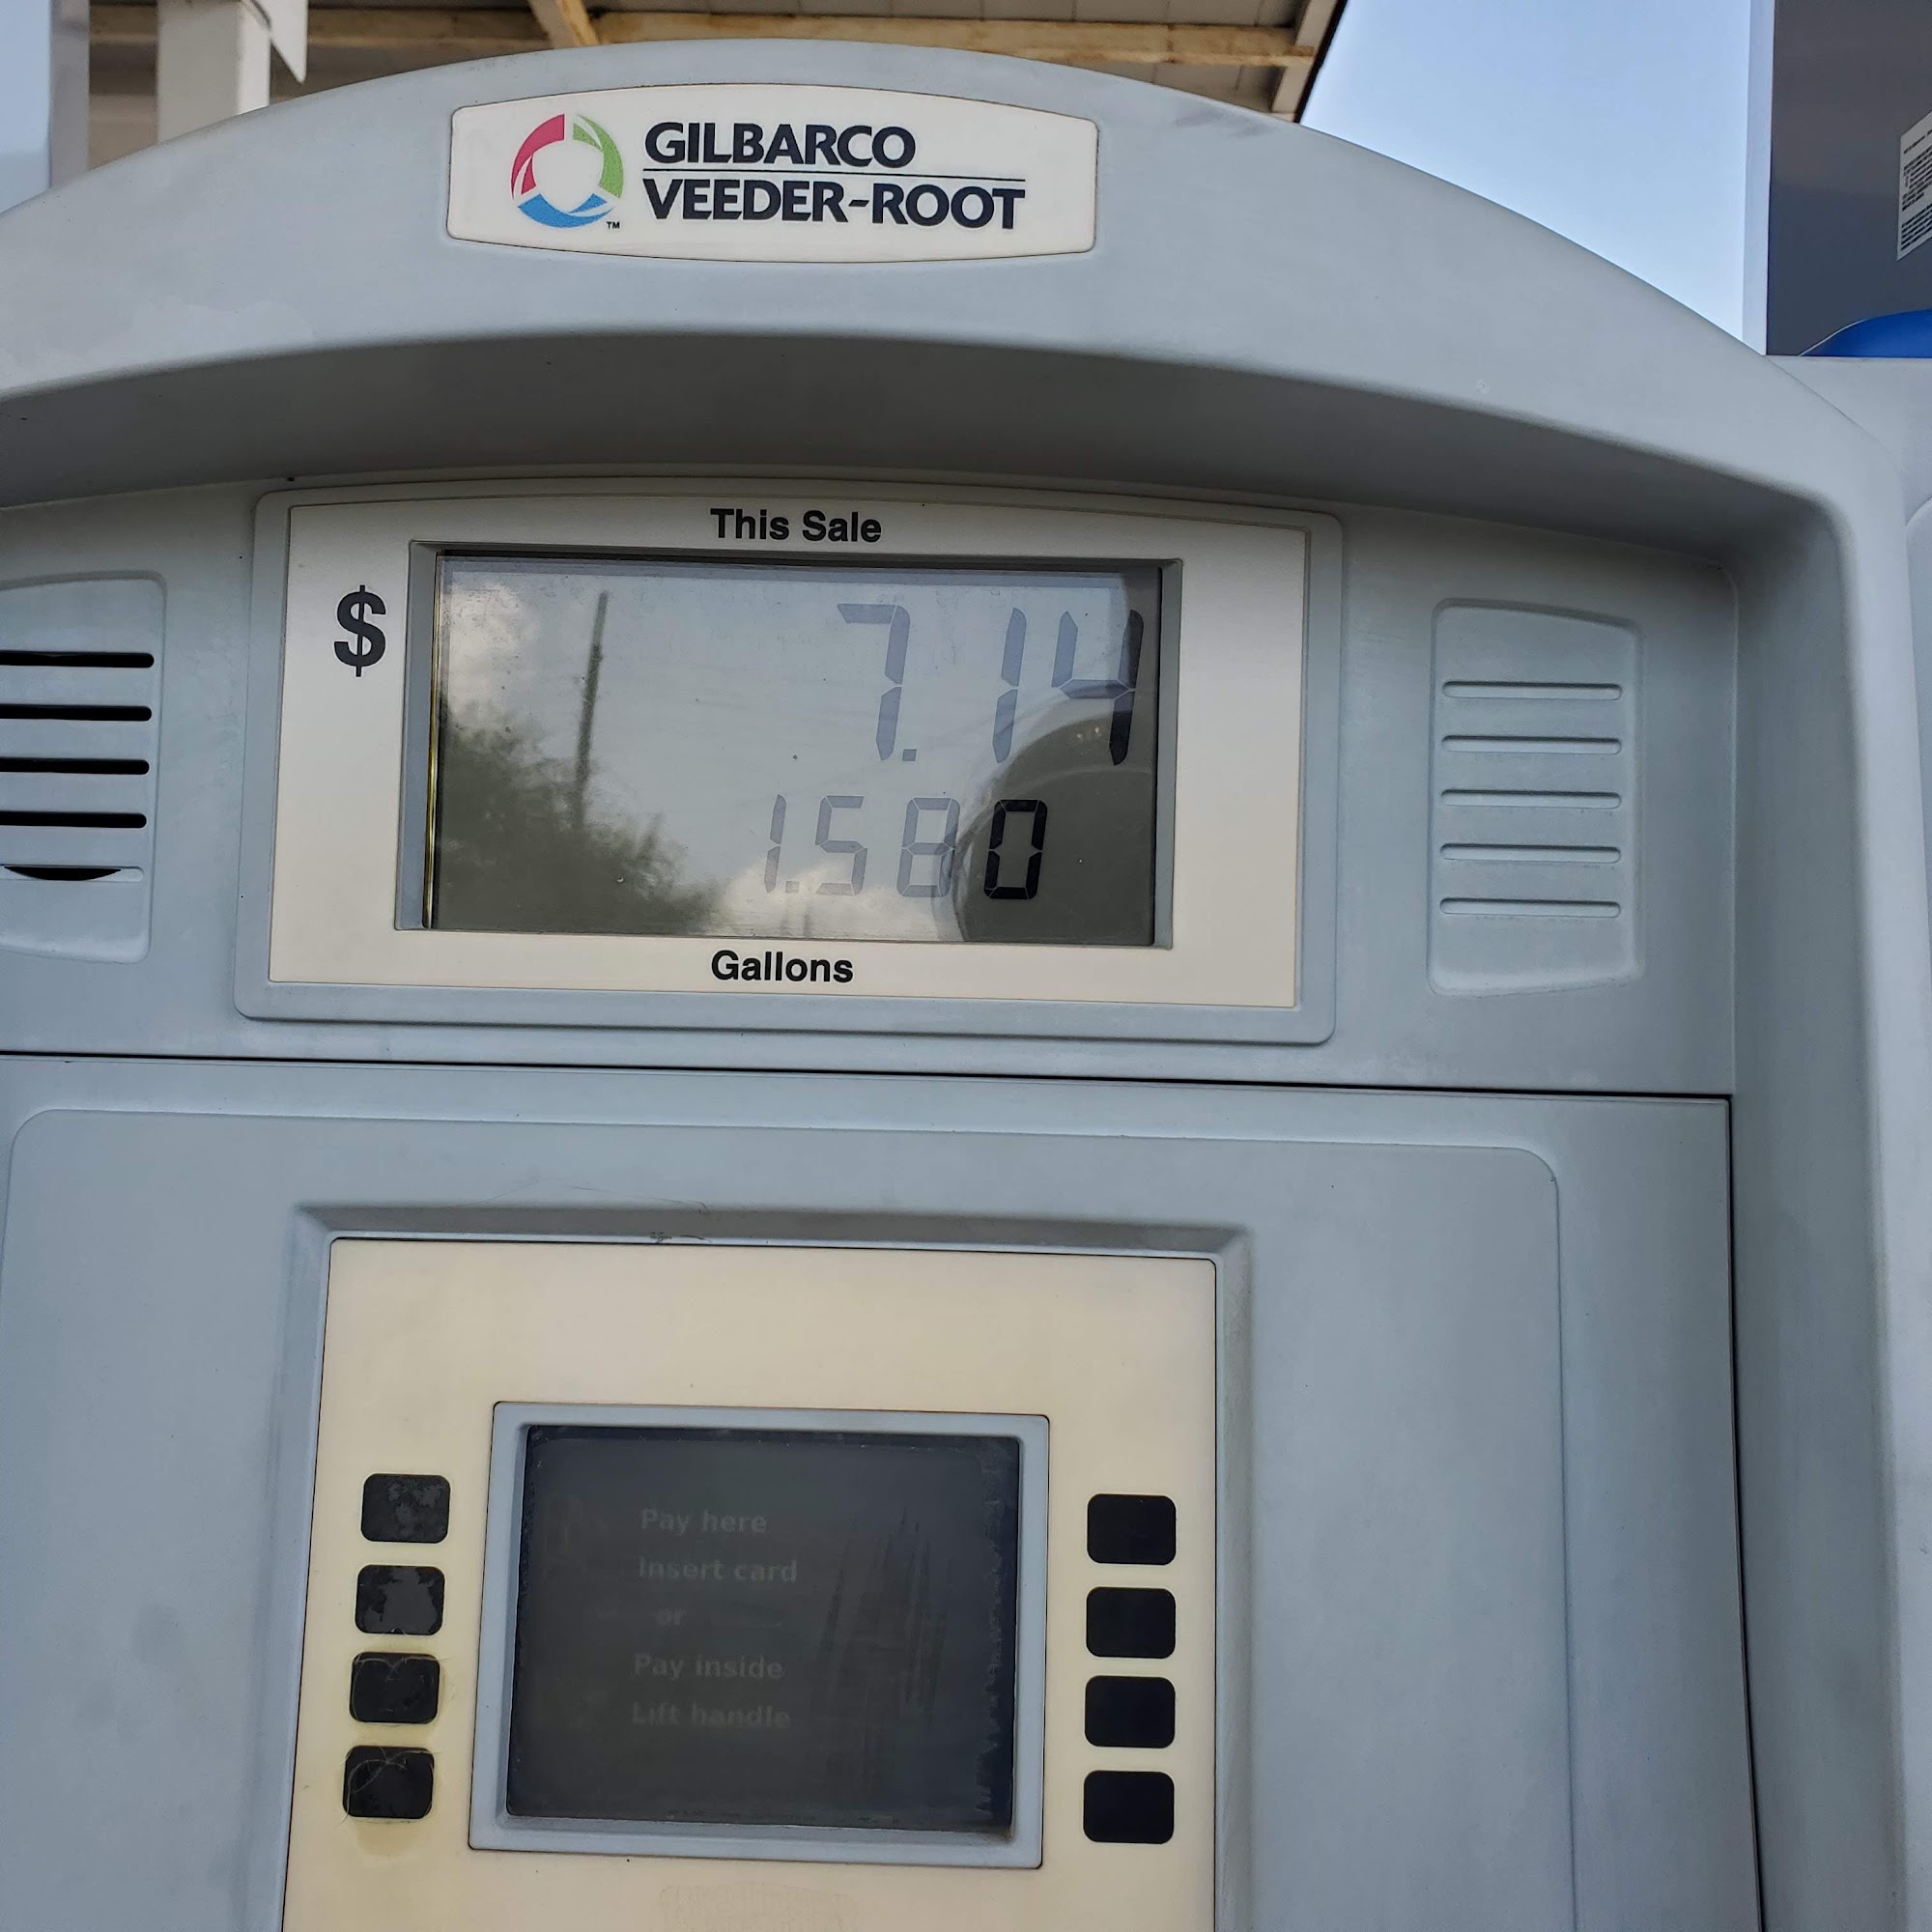 GILBARCO
VEEDER-ROOT
™
This Sale
$ 7.14
1.580
Gallons
Pay here
Insert card
or
Pay inside
Lift handle